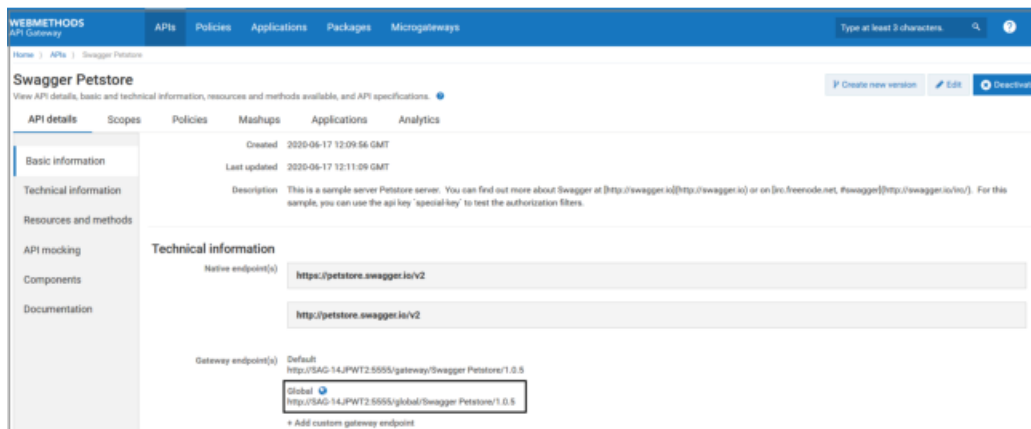 WEBMETHODS
API Gateway
APIs Policies Applications Packages Microgateways
Type at least 3 characters.
Home > APIs > Swagger Petstore
Swagger Petstore
View API details, basic and technical information, resources and methods available, and API specifications.
Create new version Edit Deactivat
API details Scopes Policies Mashups Applications Analytics
Basic information
Technical information
Resources and methods
API mocking
Components
Documentation
Created 2020-06-17 12:09:56 GMT
Last updated 2020-06-17 12:11:09 GMT
Description This is a sample server Petstore server. You can find out more about Swagger at [http://swagger.io](http://swagger.io) or on [irc.freenode.net, #swagger](http://swagger.io/irc/). For this
sample, you can use the api key `special-key` to test the authorization filters.
Technical information
Native endpoint(s) https://petstore.swagger.io/v2
http://petstore.swagger.io/v2
Gateway endpoint(s) Default
http://SAG-14JPWT2:5555/gateway/Swagger Petstore/1.0.5
Global
http://SAG-14JPWT2:5555/global/Swagger Petstore/1.0.5
+ Add custom gateway endpoint